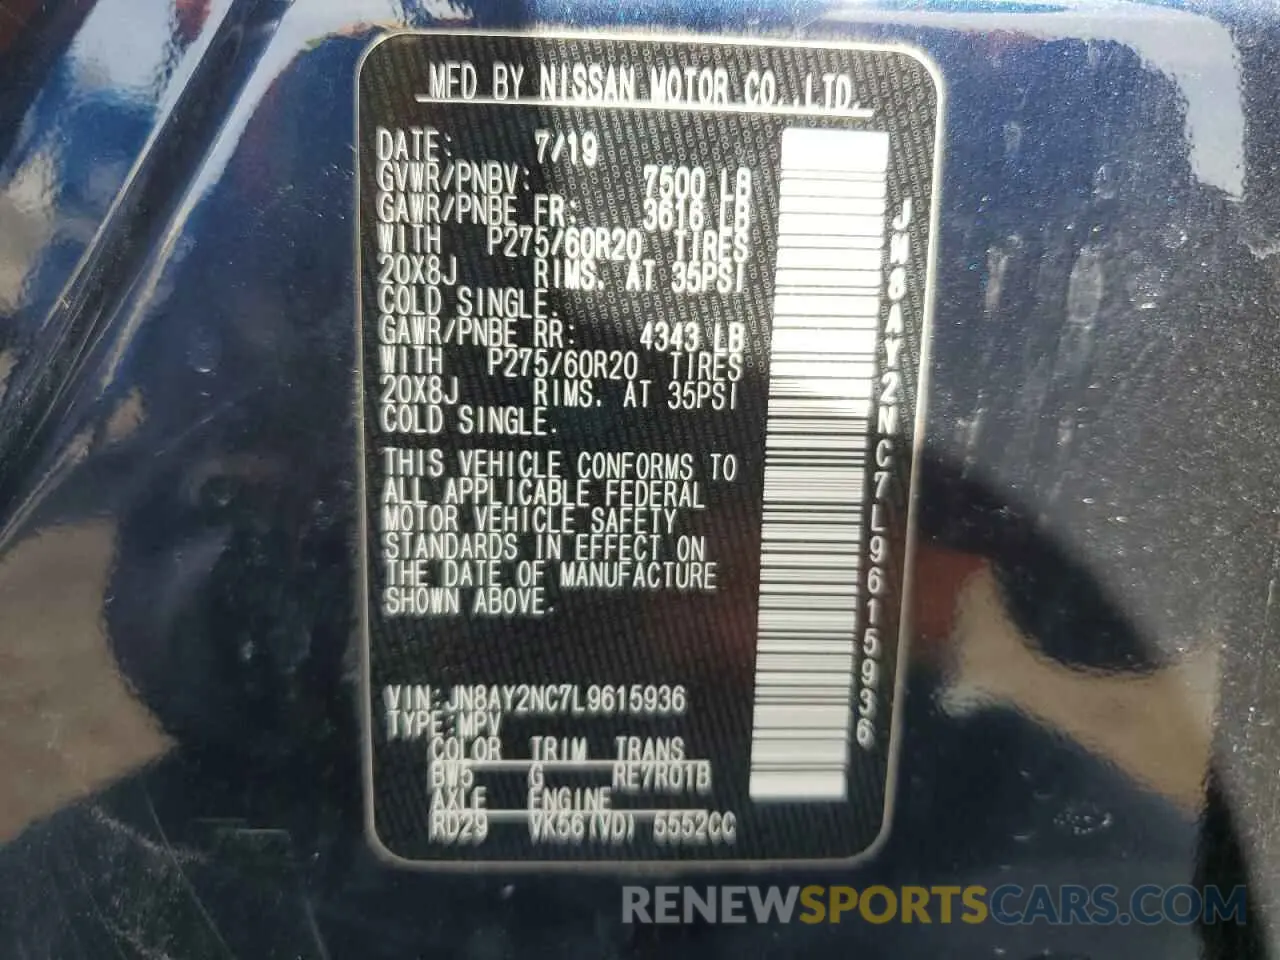 MFD BY NISSAN MOTOR CO.,LTD.
DATE: 7/19
GVWR/PNBV: 7500 LB
GAWR/PNBE FR: 3616 LB
WITH P275/60R20 TIRES
20X8J RIMS. AT 35PSI
COLD SINGLE.
GAWR/PNBE RR: 4343 LB
WITH P275/60R20 TIRES
20X8J RIMS. AT 35PSI
COLD SINGLE.
THIS VEHICLE CONFORMS TO
ALL APPLICABLE FEDERAL
MOTOR VEHICLE SAFETY
STANDARDS IN EFFECT ON
THE DATE OF MANUFACTURE
SHOWN ABOVE.
VIN:JN8AY2NC7L9615936
TYPE:MPV
COLOR TRIM TRANS
BW5 G RE7R01B
AXLE ENGINE
RD29 VK56(VD) 5552CC
JN8AY2NC7L9615936
RENEWSPORTSCARS.COM